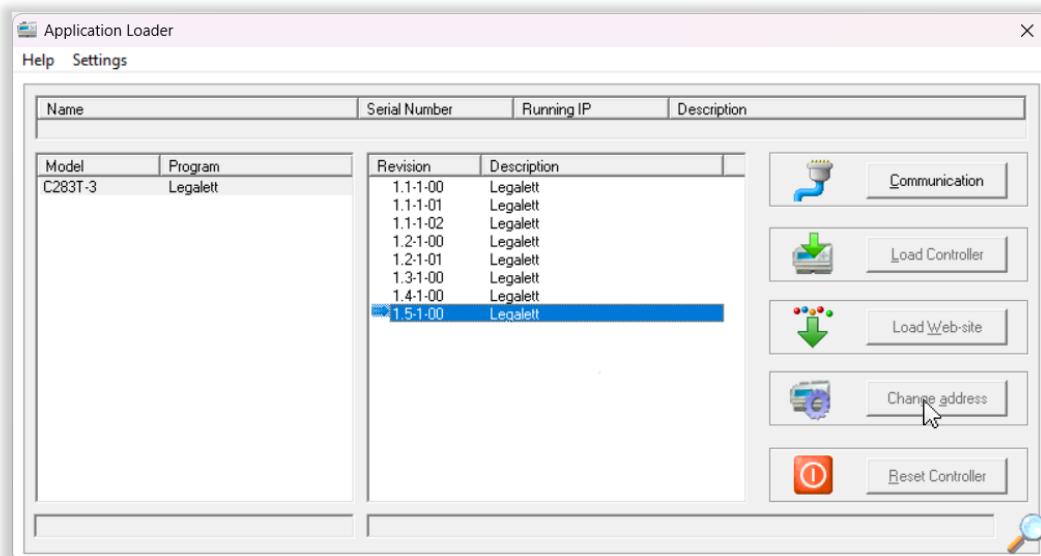 Application Loader
Help Settings
Name Serial Number Running IP Description
Model Program
C283T-3 Legalett
Revision Description
1.1-1-00 Legalett
1.1-1-01 Legalett
1.1-1-02 Legalett
1.2-1-00 Legalett
1.2-1-01 Legalett
1.3-1-00 Legalett
1.4-1-00 Legalett
1.5-1-00 Legalett
Communication
Load Controller
Load Web-site
Change address
Reset Controller